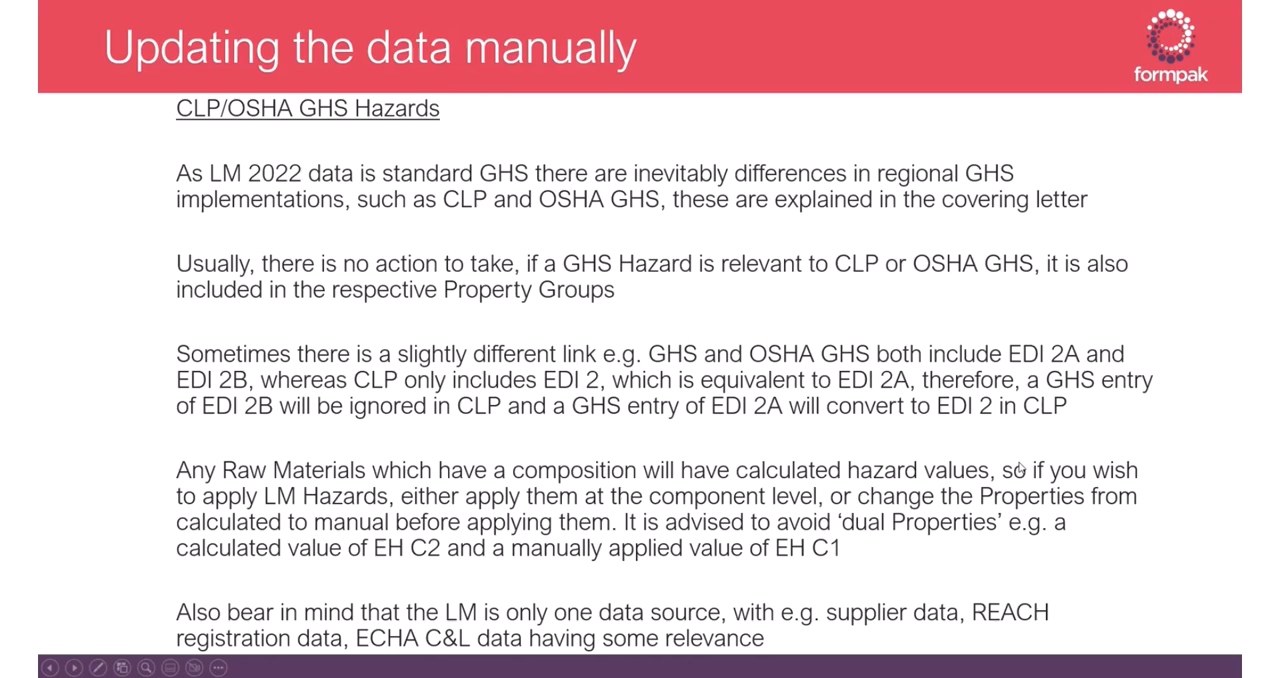 Updating the data manually
formpak
CLP/OSHA GHS Hazards
As LM 2022 data is standard GHS there are inevitably differences in regional GHS
implementations, such as CLP and OSHA GHS, these are explained in the covering letter
Usually, there is no action to take, if a GHS Hazard is relevant to CLP or OSHA GHS, it is also
included in the respective Property Groups
Sometimes there is a slightly different link e.g. GHS and OSHA GHS both include EDI 2A and
EDI 2B, whereas CLP only includes EDI 2, which is equivalent to EDI 2A, therefore, a GHS entry
of EDI 2B will be ignored in CLP and a GHS entry of EDI 2A will convert to EDI 2 in CLP
Any Raw Materials which have a composition will have calculated hazard values, so if you wish
to apply LM Hazards, either apply them at the component level, or change the Properties from
calculated to manual before applying them. It is advised to avoid ‘dual Properties’ e.g. a
calculated value of EH C2 and a manually applied value of EH C1
Also bear in mind that the LM is only one data source, with e.g. supplier data, REACH
registration data, ECHA C&L data having some relevance